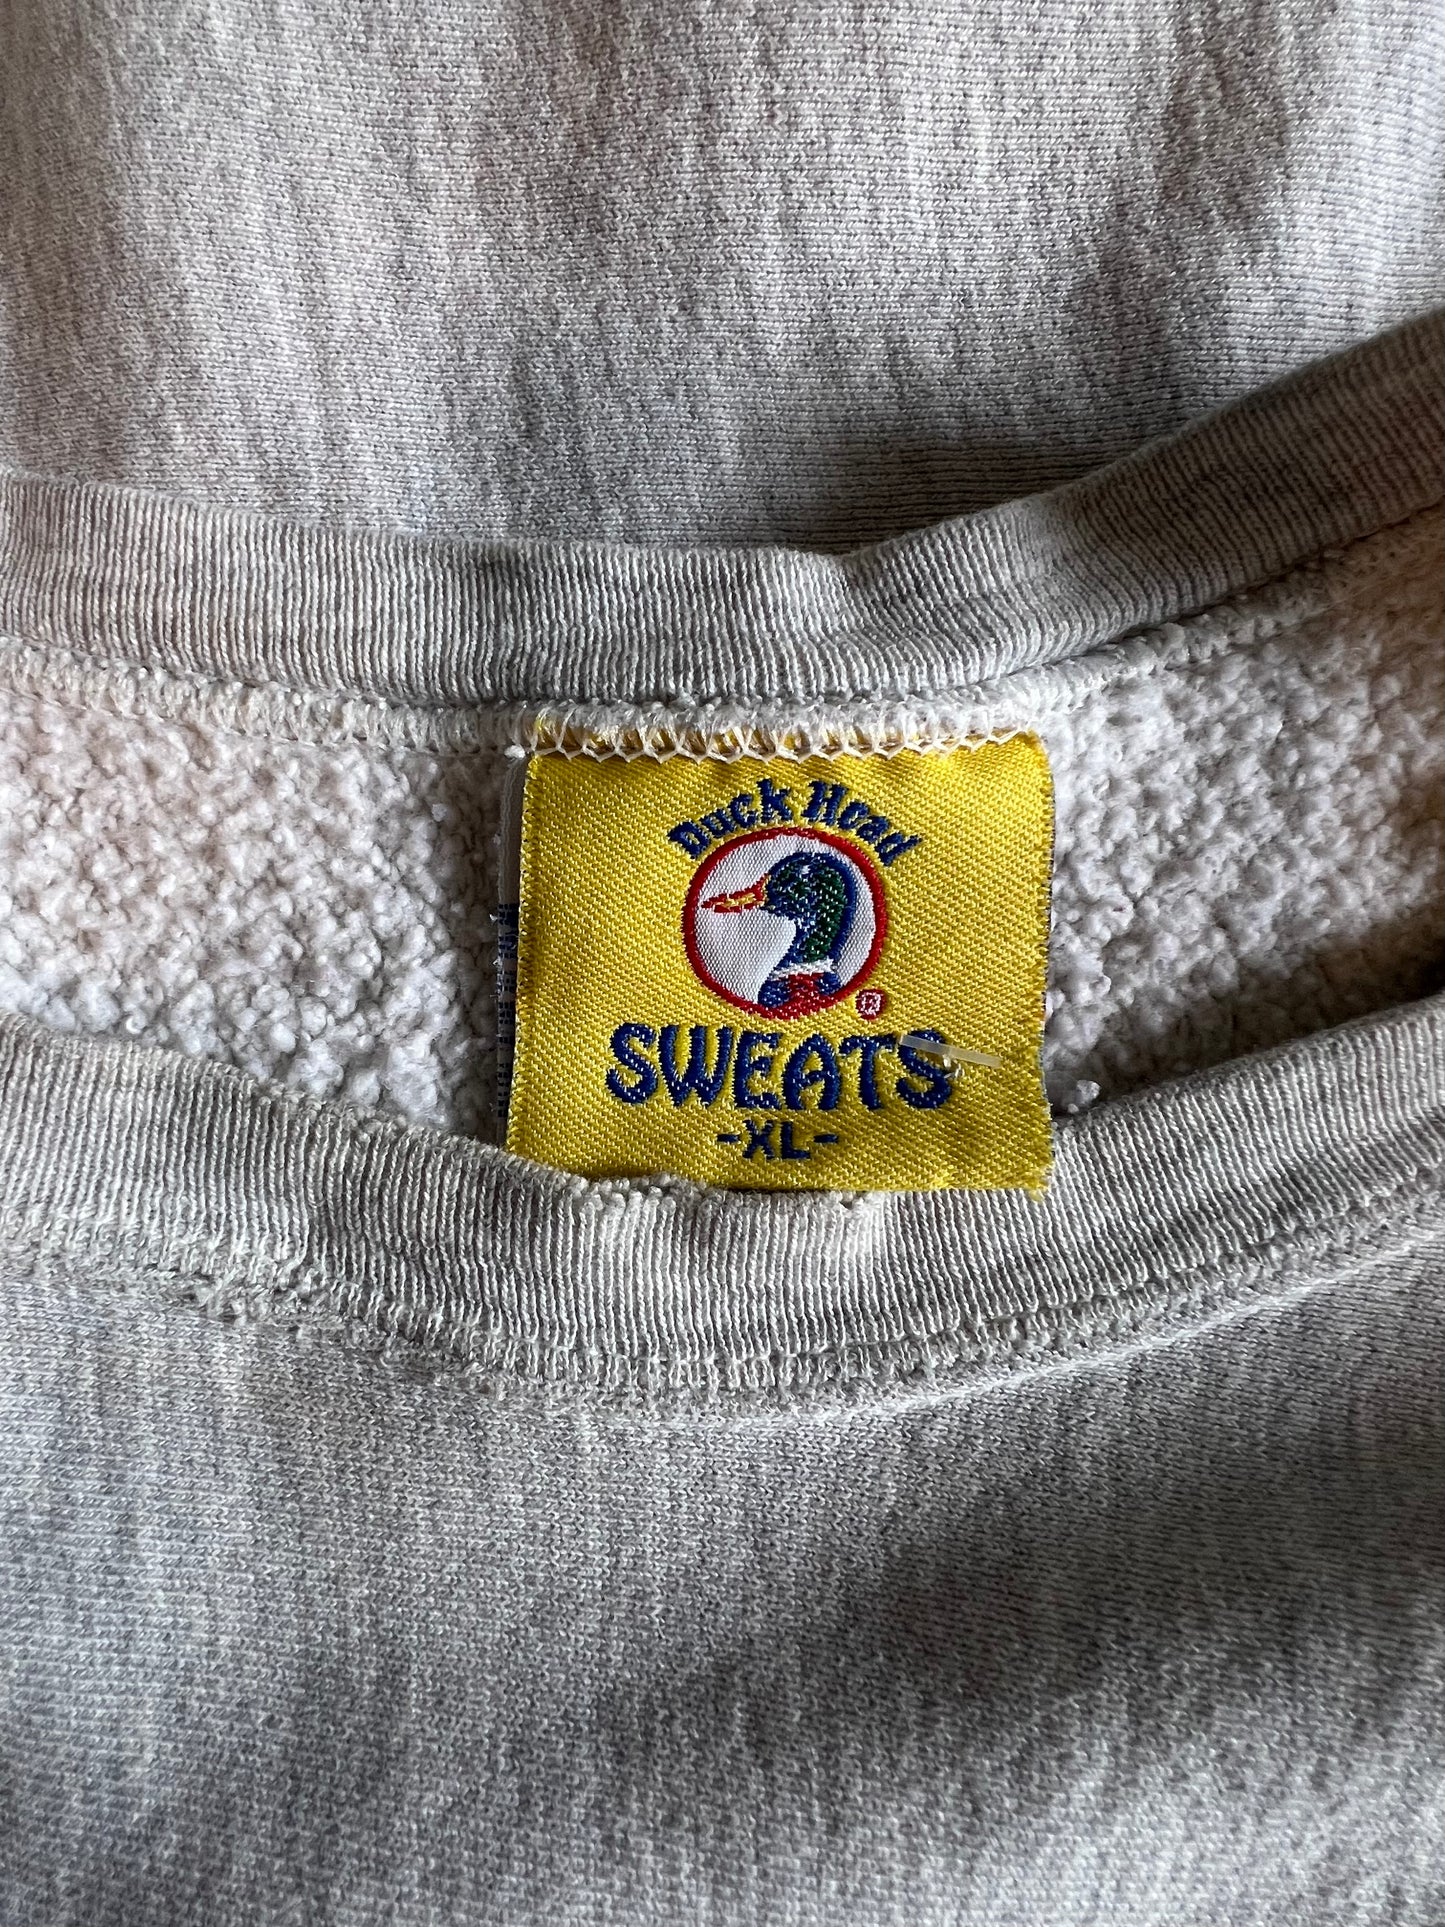 Duck Head
®
SWEATS
-XL-